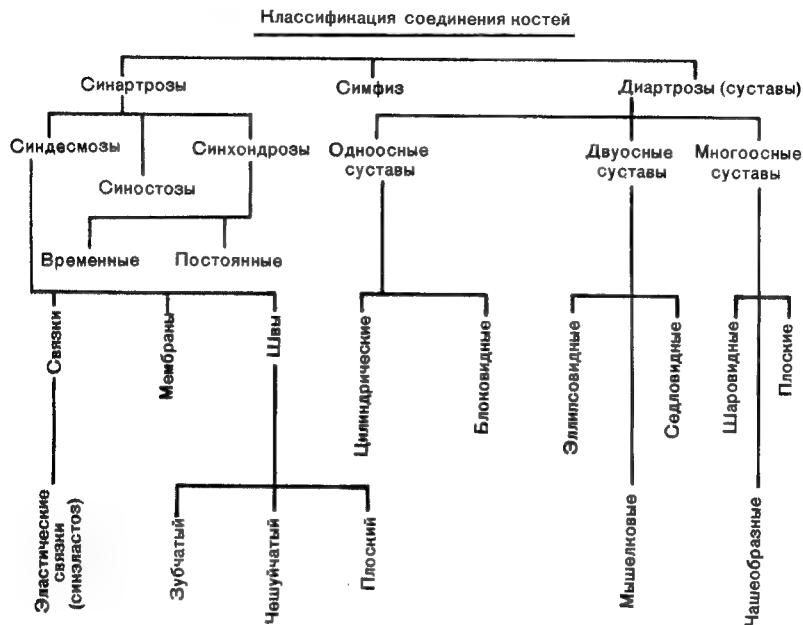 Классификация соединения костей
Синартрозы
Симфиз
Диартрозы (суставы)
Синдесмозы
Синостозы
Синхондрозы
Одноосные
суставы
Двуосные
суставы
Многоосные
суставы
Временные
Постоянные
Связки
Мембраны
Швы
Цилиндрические
Блоковидные
Эллипсовидные
Седловидные
Шаровидные
Плоские
Эластические
связки
(синэластоз)
Зубчатый
Чешуйчатый
Плоский
Мыщелковые
Чашеобразные